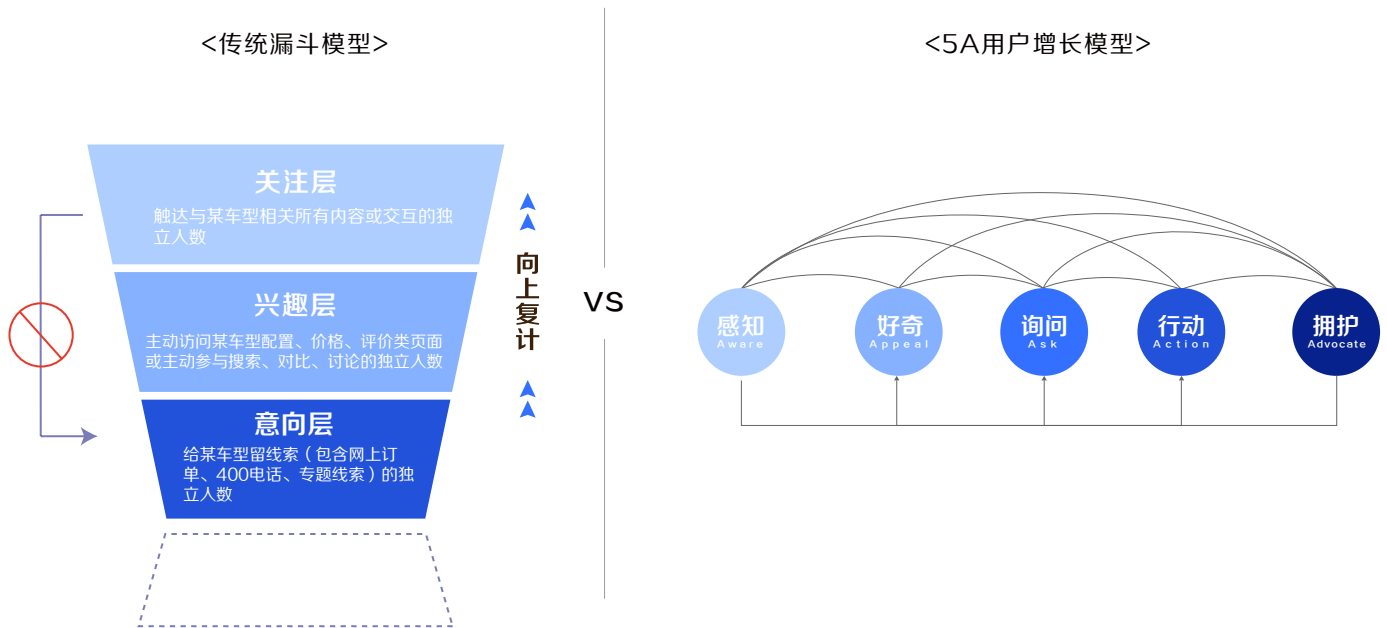 <传统漏斗模型>
关注层
触达与某车型相关所有内容或交互的独
立人数
兴趣层
主动访问某车型配置、价格、评价类页面
或主动参与搜索、对比、讨论的独立人数
意向层
给某车型留线索（包含网上订
单、400电话、专题线索）的独
立人数
向上复计
VS
<5A用户增长模型>
感知
Aware
好奇
Appeal
询问
Ask
行动
Action
拥护
Advocate